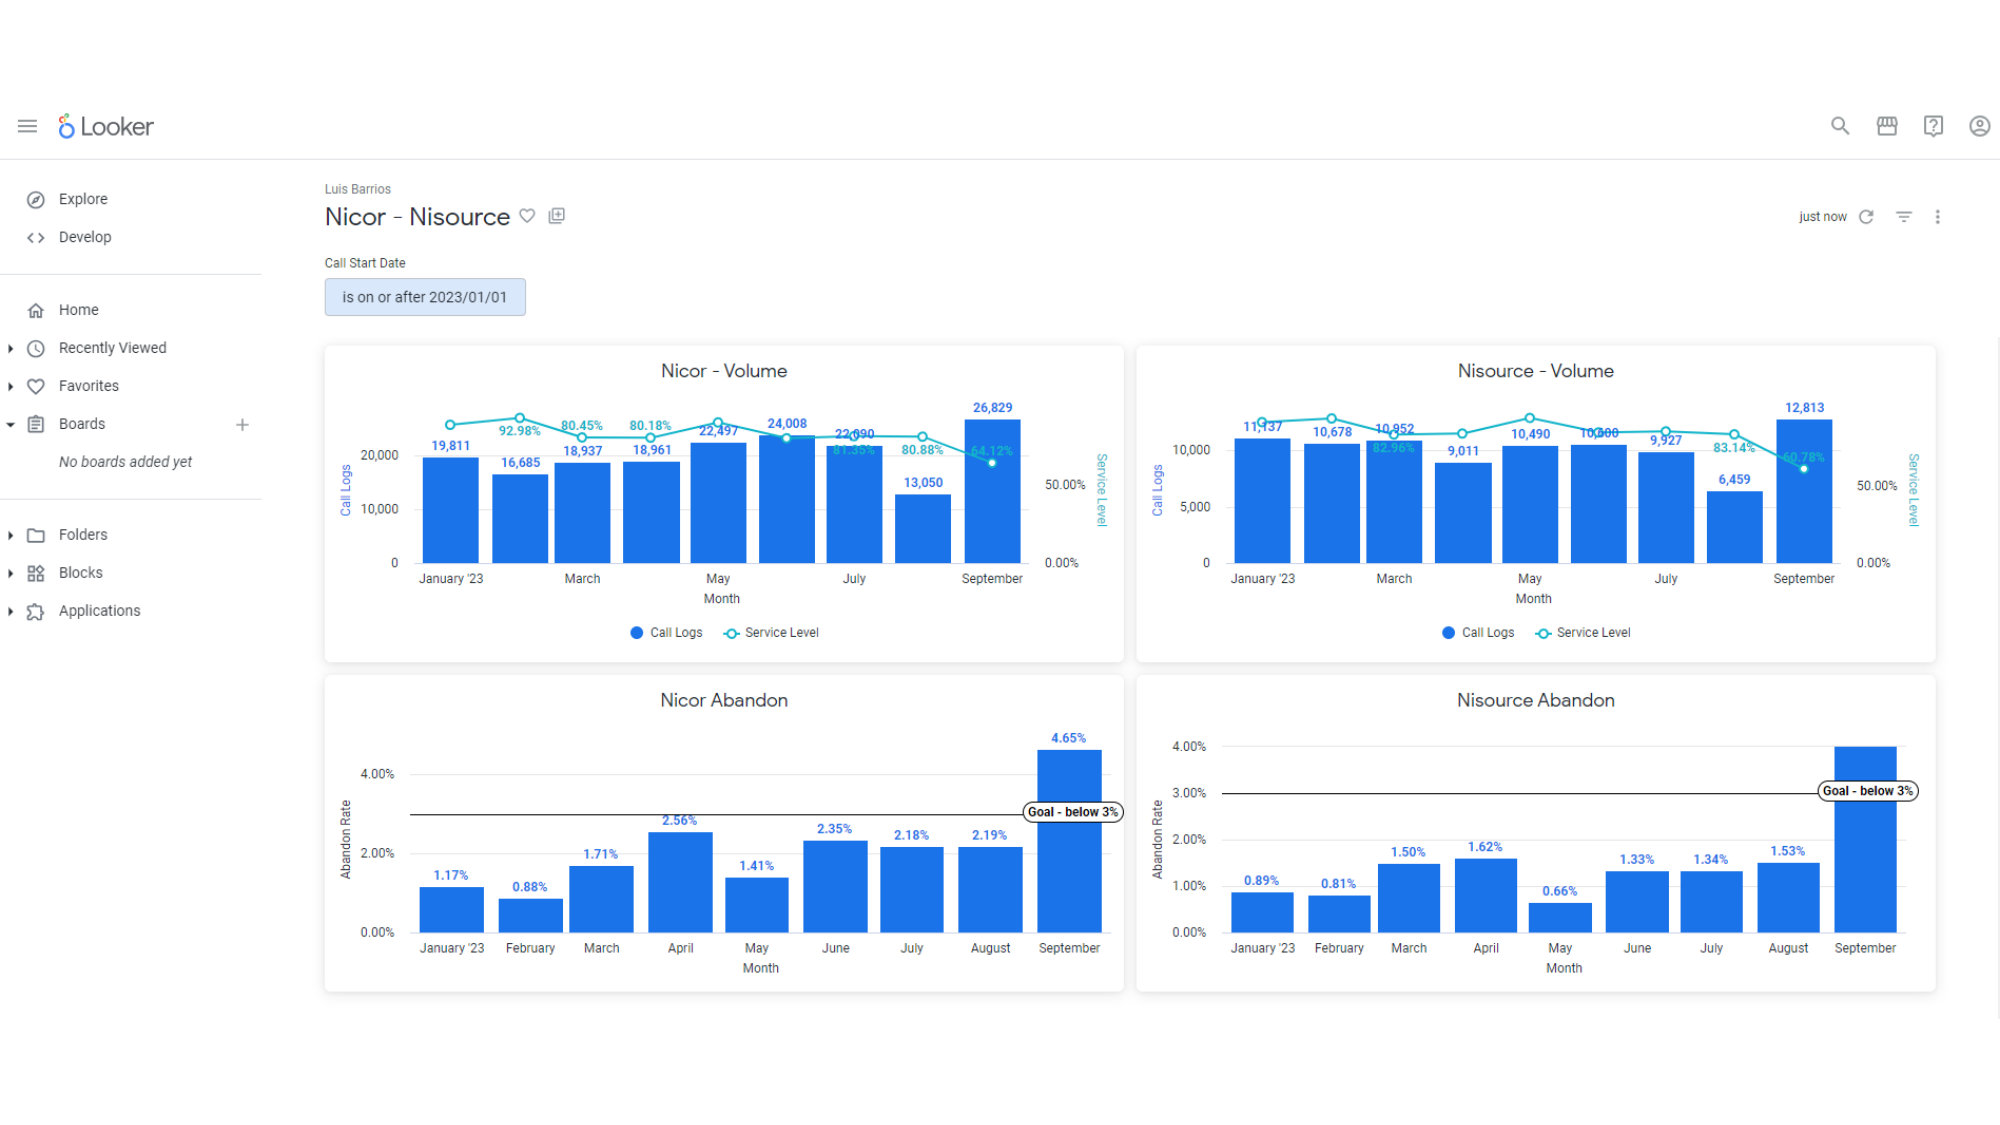 Looker
Explore
Develop
Home
Recently Viewed
Favorites
Boards
No boards added yet
Folders
Blocks
Applications
Luis Barrios
Nicor - Nisource
just now
Call Start Date
is on or after 2023/01/01
Nicor - Volume
Call Logs
20,000
10,000
0
19,811
16,685
92.98%
80.45%
18,937
80.18%
18,961
22,497
24,008
22,090
81.35%
80.88%
13,050
26,829
64.12%
50.00%
0.00%
Service Level
January '23 March May July September
Month
Call Logs Service Level
Nisource - Volume
Call Logs
10,000
5,000
0
11,137
10,678
10,952
82.96%
9,011
10,490
10,600
9,927
83.14%
6,459
12,813
60.78%
50.00%
0.00%
Service Level
January '23 March May July September
Month
Call Logs Service Level
Nicor Abandon
Abandon Rate
4.00%
2.00%
0.00%
1.17%
0.88%
1.71%
2.56%
1.41%
2.35%
2.18%
2.19%
4.65%
Goal - below 3%
January '23 February March April May June July August September
Month
Nisource Abandon
Abandon Rate
4.00%
3.00%
2.00%
1.00%
0.00%
0.89%
0.81%
1.50%
1.62%
0.66%
1.33%
1.34%
1.53%
Goal - below 3%
January '23 February March April May June July August September
Month